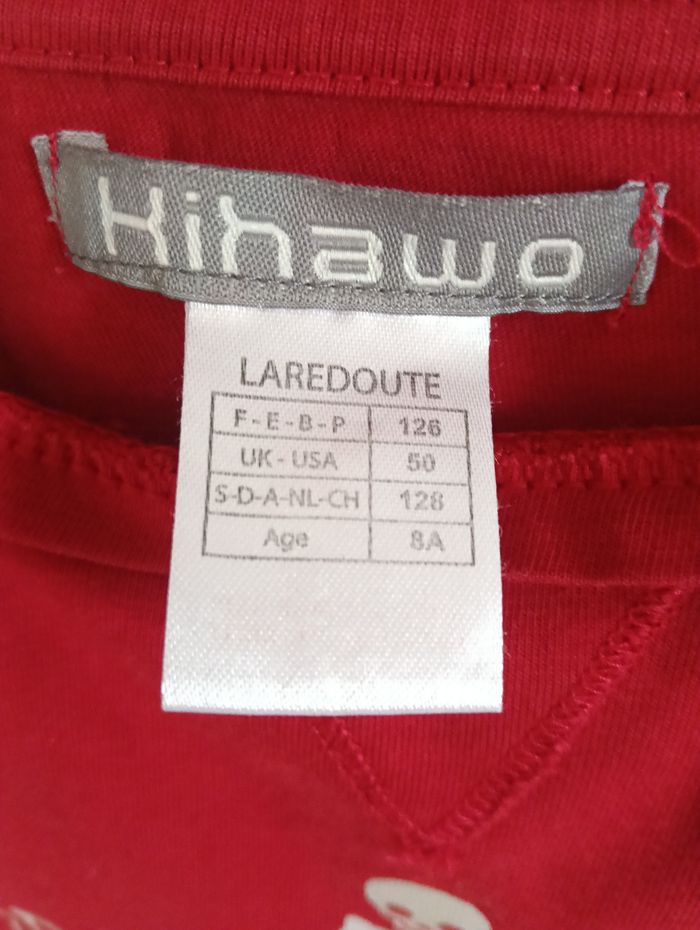 Kihawo
LAREDOUTE
F-E-B-P 126
UK-USA 50
S-D-A-NL-CH 128
Age 8A